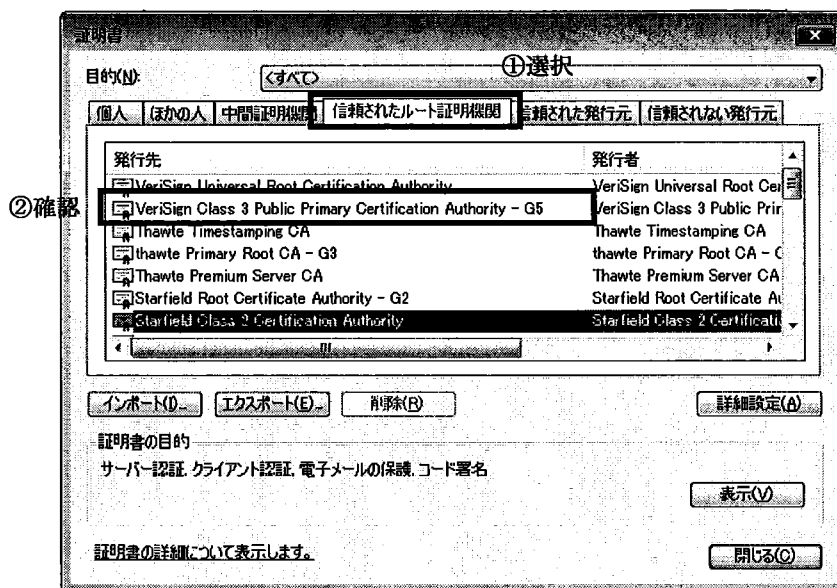 証明書
目的(N):
<すべて>
①選択
個人
ほかの人
中間証明機関
信頼されたルート証明機関
信頼された発行元
信頼されない発行元
発行先
発行者
VeriSign Universal Root Certification Authority
VeriSign Universal Root Cer
②確認
VeriSign Class 3 Public Primary Certification Authority - G5
VeriSign Class 3 Public Prir
Thawte Timestamping CA
Thawte Timestamping CA
thawte Primary Root CA - G3
thawte Primary Root CA - G
Thawte Premium Server CA
Thawte Premium Server CA
Starfield Root Certificate Authority - G2
Starfield Root Certificate Au
Starfield Class 2 Certification Authority
Starfield Class 2 Certificati
インポート(I)...
エクスポート(E)...
削除(R)
詳細設定(A)
証明書の目的
サーバー認証, クライアント認証, 電子メールの保護, コード署名
表示(V)
証明書の詳細について表示します。
閉じる(C)